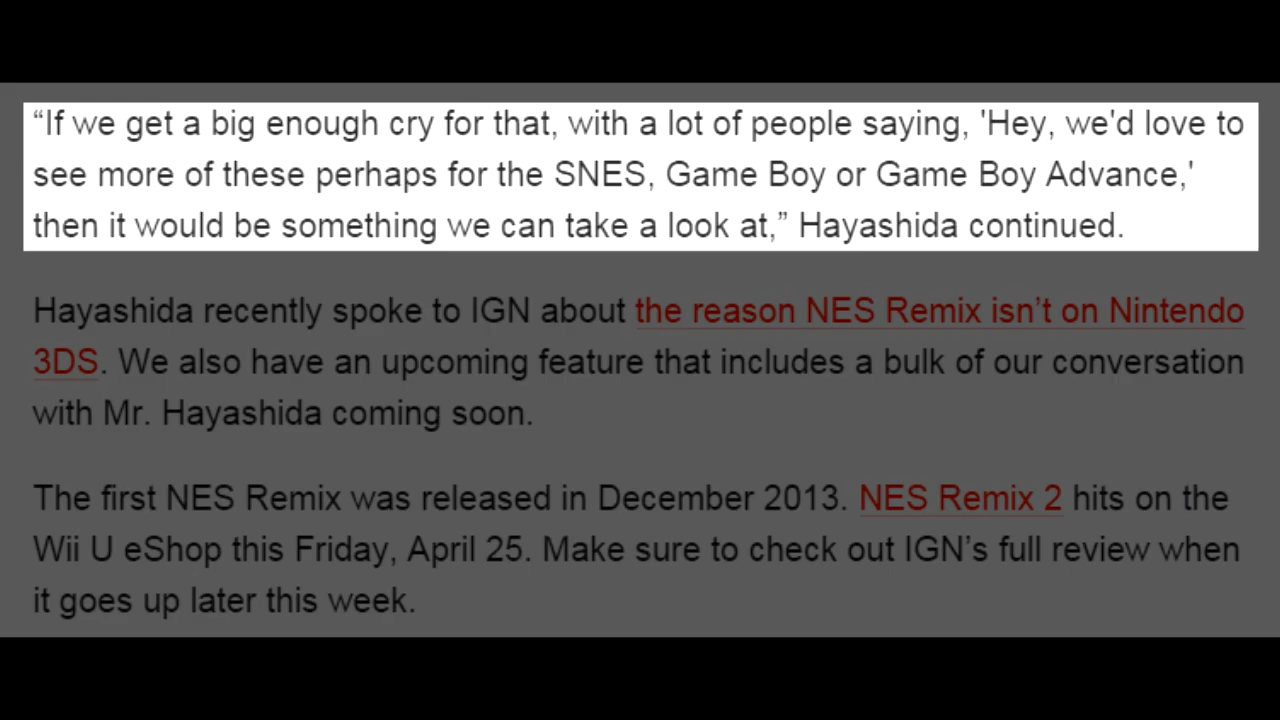 “If we get a big enough cry for that, with a lot of people saying, 'Hey, we'd love to
see more of these perhaps for the SNES, Game Boy or Game Boy Advance,'
then it would be something we can take a look at,” Hayashida continued.
Hayashida recently spoke to IGN about the reason NES Remix isn’t on Nintendo
3DS. We also have an upcoming feature that includes a bulk of our conversation
with Mr. Hayashida coming soon.
The first NES Remix was released in December 2013. NES Remix 2 hits on the
Wii U eShop this Friday, April 25. Make sure to check out IGN’s full review when
it goes up later this week.